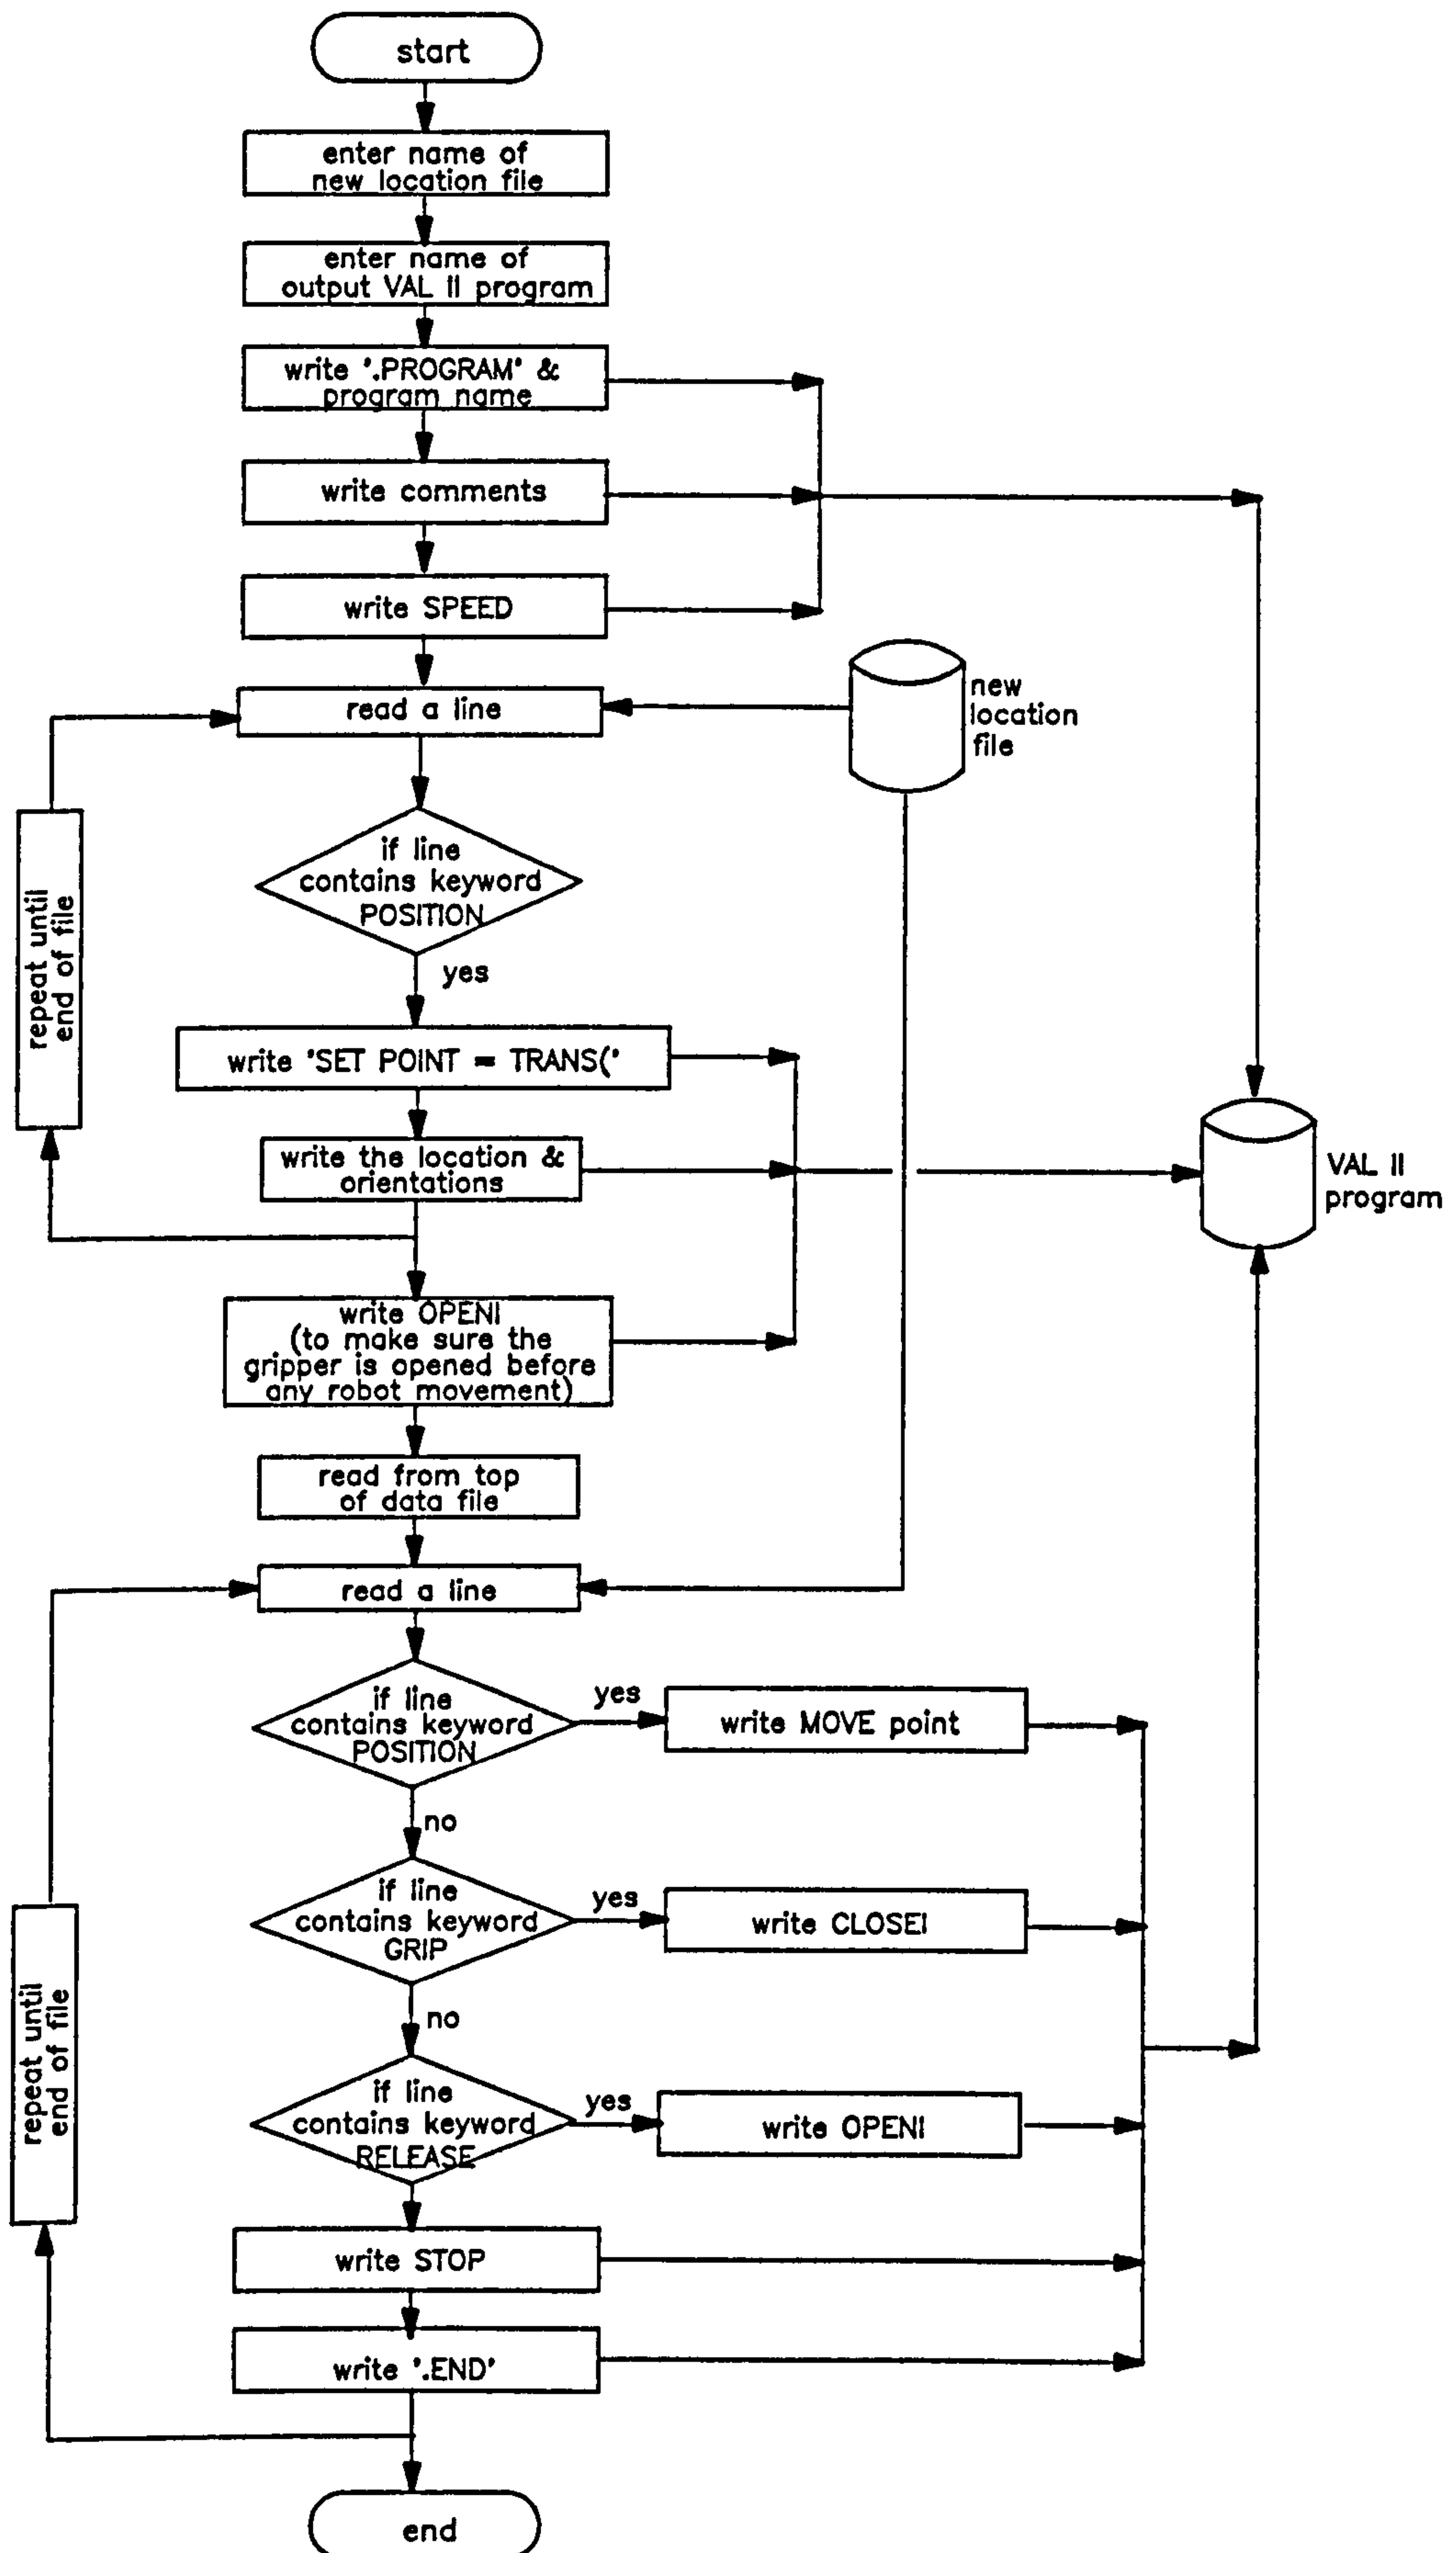 start
enter name of
new location file
enter name of
output VAL II program
write '.PROGRAM' &
program name
write comments
write SPEED
read a line
new
location
file
if line
contains keyword
POSITION
yes
repeat until
end of file
write 'SET POINT = TRANS('
write the location &
orientations
VAL II
program
write OPENI
(to make sure the
gripper is opened before
any robot movement)
read from top
of data file
read a line
if line
contains keyword
POSITION
yes
write MOVE point
no
if line
contains keyword
GRIP
yes
write CLOSEI
no
repeat until
end of file
if line
contains keyword
RELEASE
yes
write OPENI
write STOP
write '.END'
end